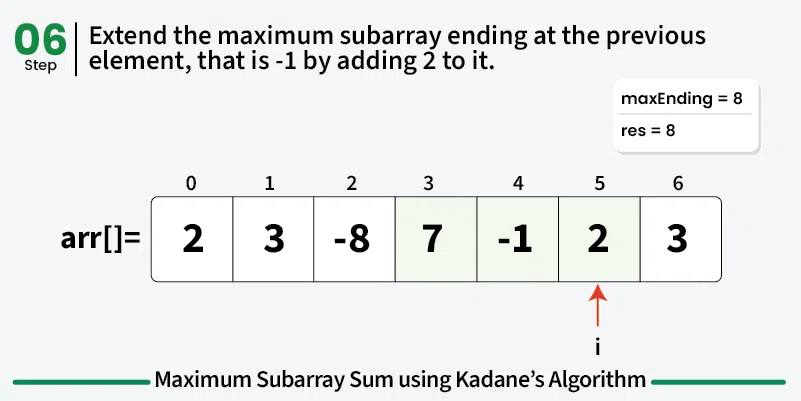 06
Step
Extend the maximum subarray ending at the previous
element, that is -1 by adding 2 to it.
maxEnding = 8
res = 8
0 1 2 3 4 5 6
arr[]= 2 3 -8 7 -1 2 3
i
Maximum Subarray Sum using Kadane’s Algorithm